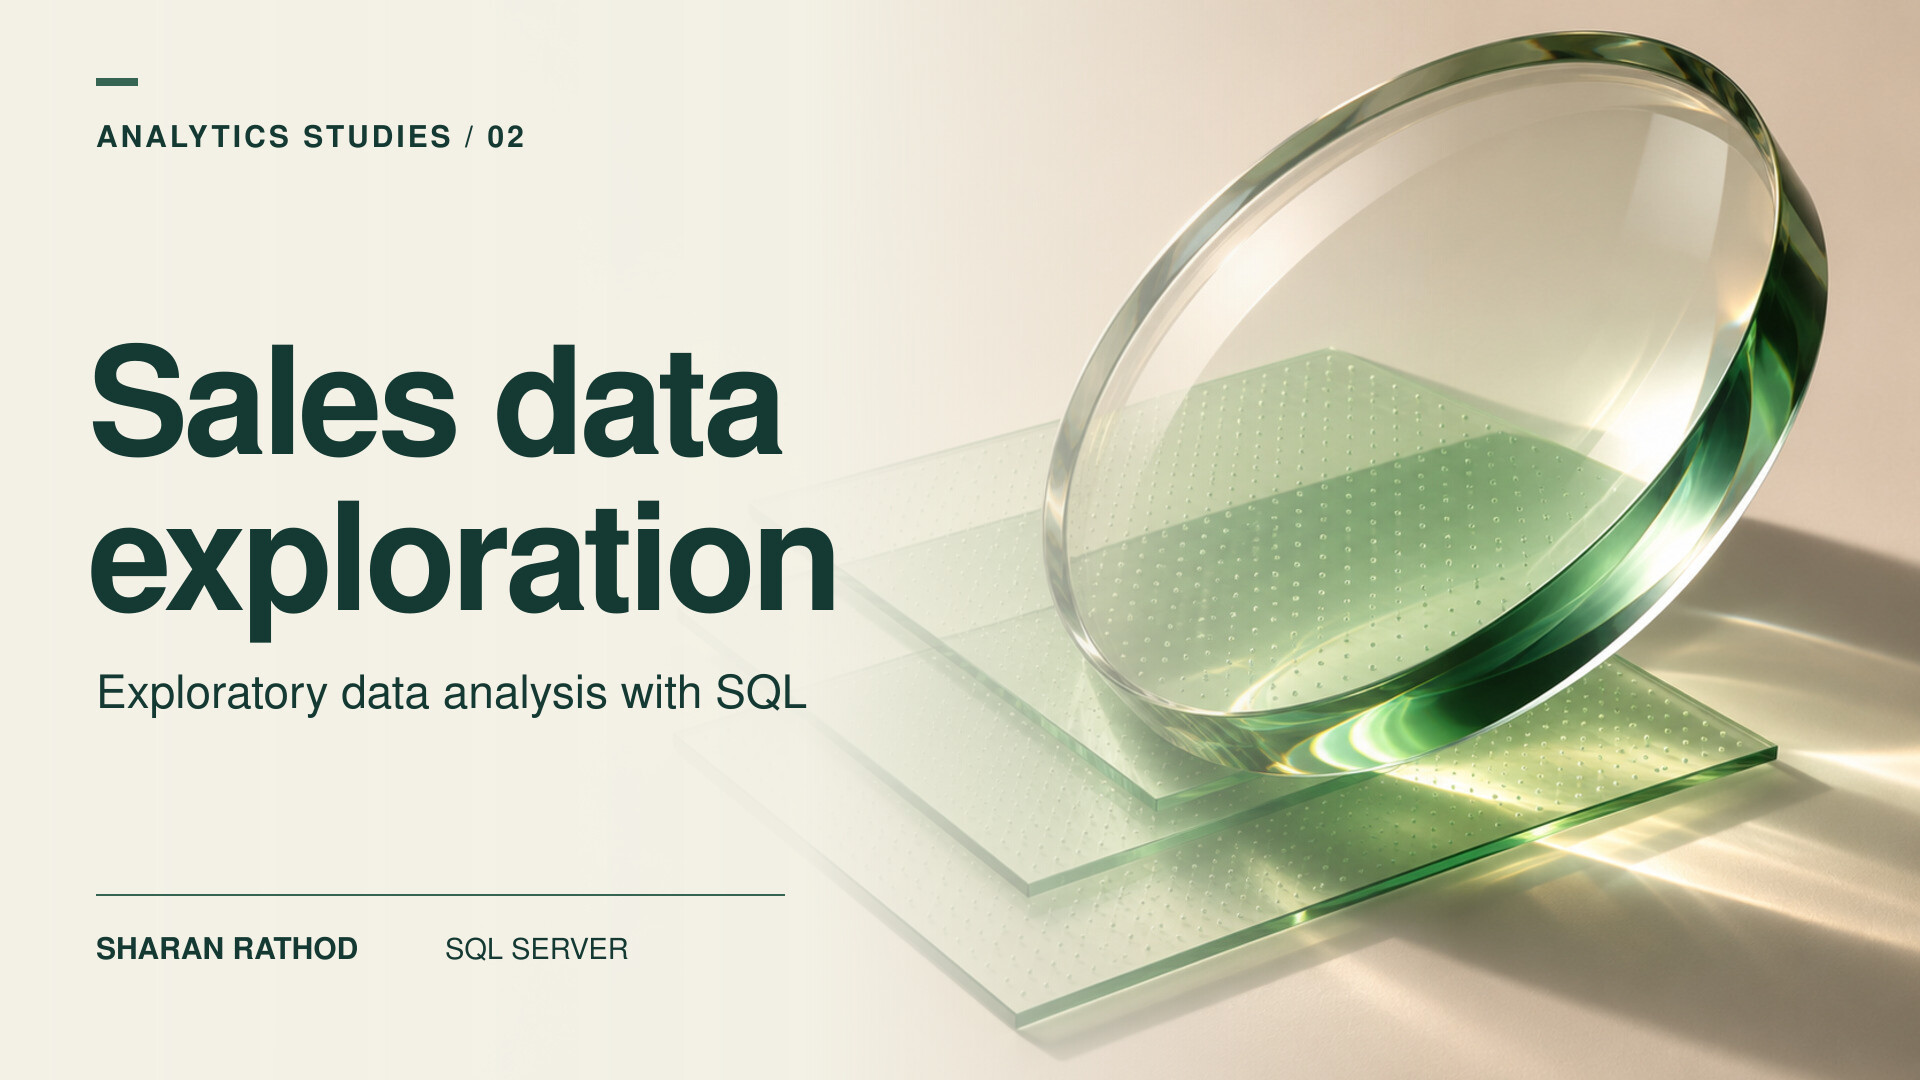 ANALYTICS STUDIES / 02
Sales data
exploration
Exploratory data analysis with SQL
SHARAN RATHOD
SQL SERVER